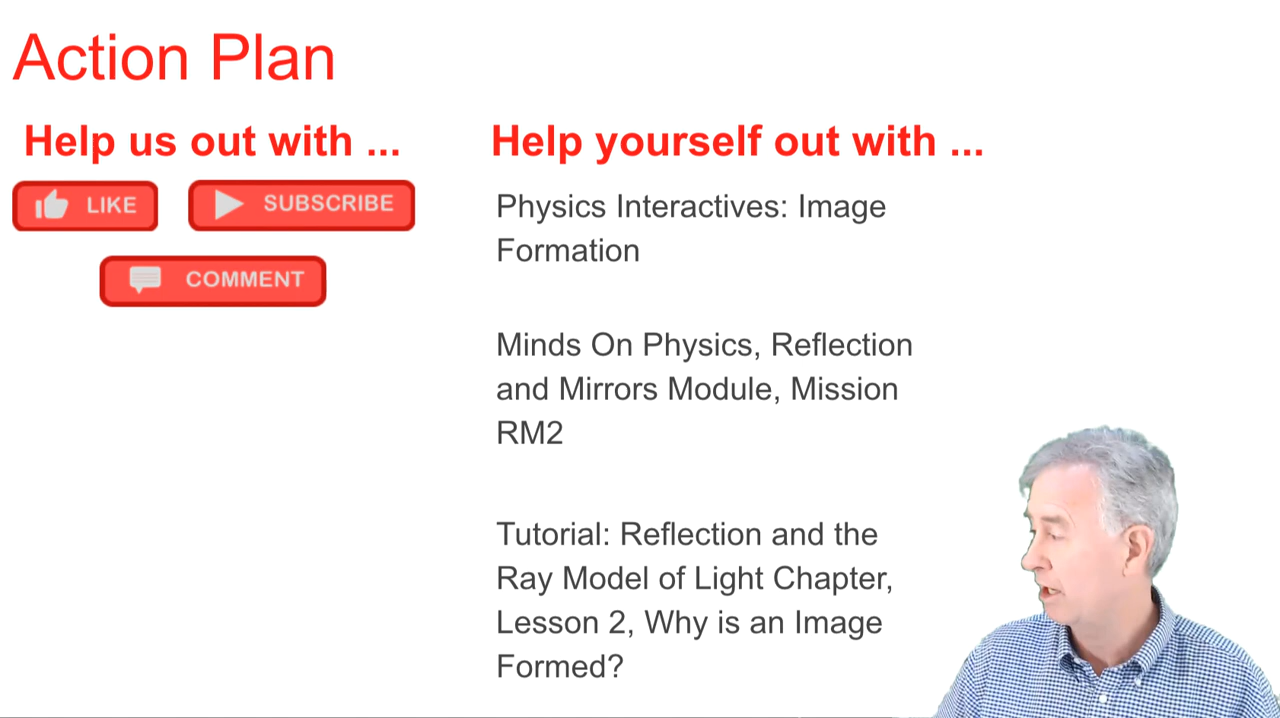 Action Plan
Help us out with ...
LIKE
SUBSCRIBE
COMMENT
Help yourself out with ...
Physics Interactives: Image
Formation
Minds On Physics, Reflection
and Mirrors Module, Mission
RM2
Tutorial: Reflection and the
Ray Model of Light Chapter,
Lesson 2, Why is an Image
Formed?